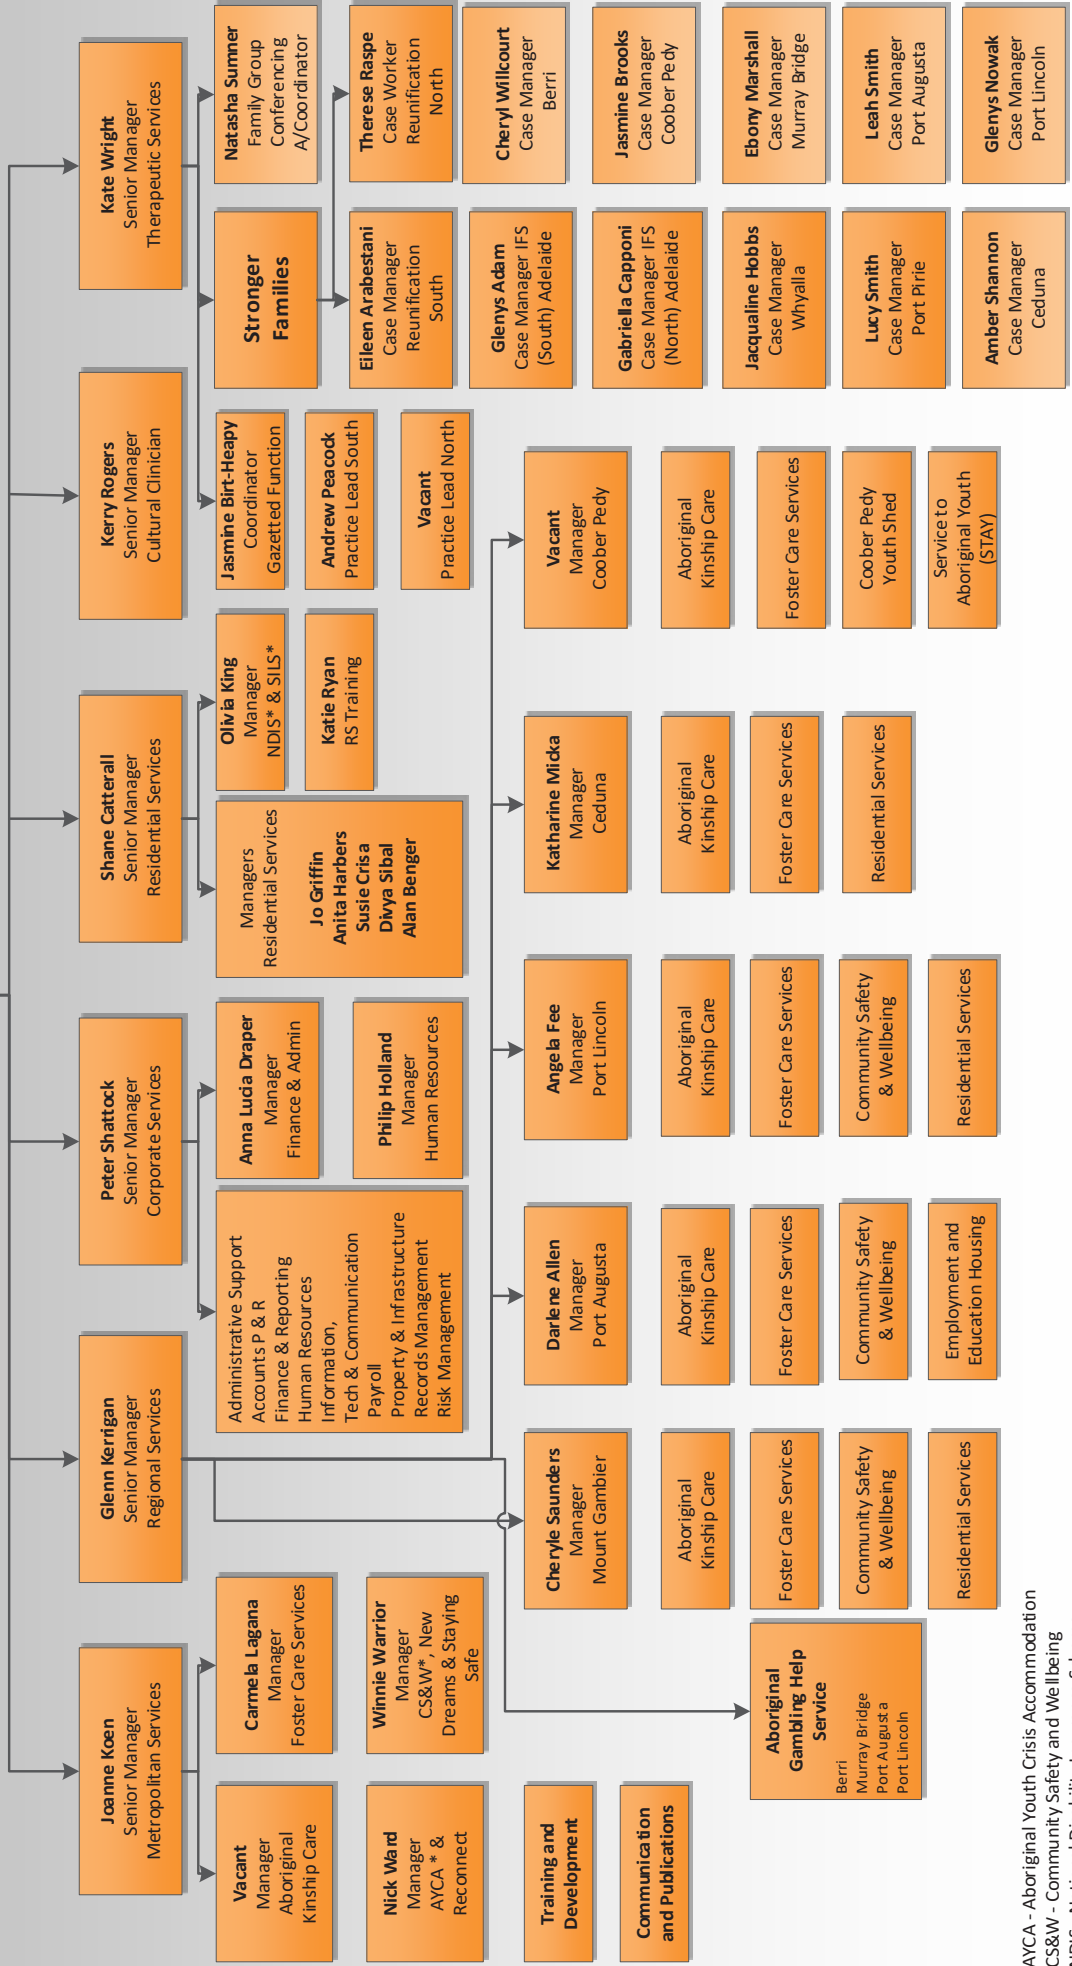 Joanne Koen
Senior Manager
Metropolitan Services
Glenn Kerrigan
Senior Manager
Regional Services
Peter Shattock
Senior Manager
Corporate Services
Shane Catterall
Senior Manager
Residential Services
Kerry Rogers
Senior Manager
Cultural Clinician
Kate Wright
Senior Manager
Therapeutic Services
Vacant
Manager
Aboriginal
Kinship Care
Carmela Lagana
Manager
Foster Care Services
Nick Ward
Manager
AYCA * &
Reconnect
Winnie Warrior
Manager
CS&W*, New
Dreams & Staying
Safe
Training and
Development
Communication
and Publications
Administrative Support
Accounts P & R
Finance & Reporting
Human Resources
Information,
Tech & Communication
Payroll
Property & Infrastructure
Records Management
Risk Management
Anna Lucia Draper
Manager
Finance & Admin
Philip Holland
Manager
Human Resources
Managers
Residential Services
Jo Griffin
Anita Harbers
Susie Crisa
Divya Sibal
Alan Benger
Olivia King
Manager
NDIS* & SILS*
Katie Ryan
RS Training
Jasmine Birt-Heapy
Coordinator
Gazetted Function
Andrew Peacock
Practice Lead South
Vacant
Practice Lead North
Stronger
Families
Natasha Sumner
Family Group
Conferencing
A/Coordinator
Eileen Arabestani
Case Manager
Reunification
South
Therese Raspe
Case Worker
Reunification
North
Glenys Adam
Case Manager IFS
(South) Adelaide
Cheryl Willcourt
Case Manager
Berri
Gabriella Capponi
Case Manager IFS
(North) Adelaide
Jasmine Brooks
Case Manager
Coober Pedy
Jacqualine Hobbs
Case Manager
Whyalla
Ebony Marshall
Case Manager
Murray Bridge
Lucy Smith
Case Manager
Port Pirie
Leah Smith
Case Manager
Port Augusta
Amber Shannon
Case Manager
Ceduna
Glenys Nowak
Case Manager
Port Lincoln
Aboriginal
Gambling Help
Service
Berri
Murray Bridge
Port Augusta
Port Lincoln
Cheryle Saunders
Manager
Mount Gambier
Aboriginal
Kinship Care
Foster Care Services
Community Safety
& Wellbeing
Residential Services
Darlene Allen
Manager
Port Augusta
Aboriginal
Kinship Care
Foster Care Services
Community Safety
& Wellbeing
Employment and
Education Housing
Angela Fee
Manager
Port Lincoln
Aboriginal
Kinship Care
Foster Care Services
Community Safety
& Wellbeing
Residential Services
Katharine Micka
Manager
Ceduna
Aboriginal
Kinship Care
Foster Care Services
Residential Services
Vacant
Manager
Coober Pedy
Aboriginal
Kinship Care
Foster Care Services
Coober Pedy
Youth Shed
Service to
Aboriginal Youth
(STAY)
AYCA - Aboriginal Youth Crisis Accommodation
CS&W - Community Safety and Wellbeing